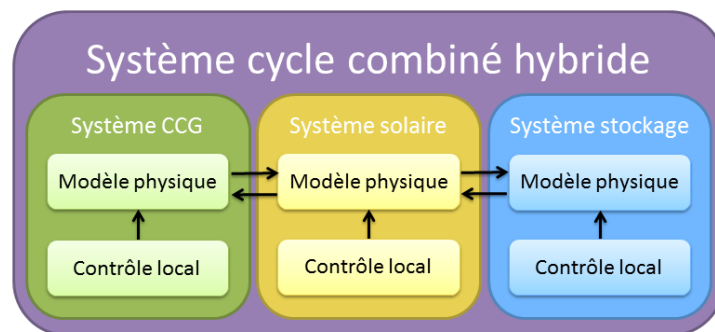 Système cycle combiné hybride
Système CCG
Système solaire
Système stockage
Modèle physique
Modèle physique
Modèle physique
Contrôle local
Contrôle local
Contrôle local